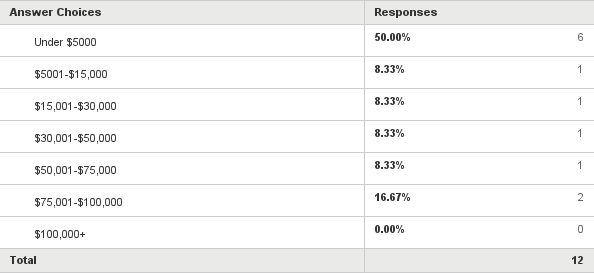 Answer Choices Responses
Under $5000 50.00% 6
$5001-$15,000 8.33% 1
$15,001-$30,000 8.33% 1
$30,001-$50,000 8.33% 1
$50,001-$75,000 8.33% 1
$75,001-$100,000 16.67% 2
$100,000+ 0.00% 0
Total 12